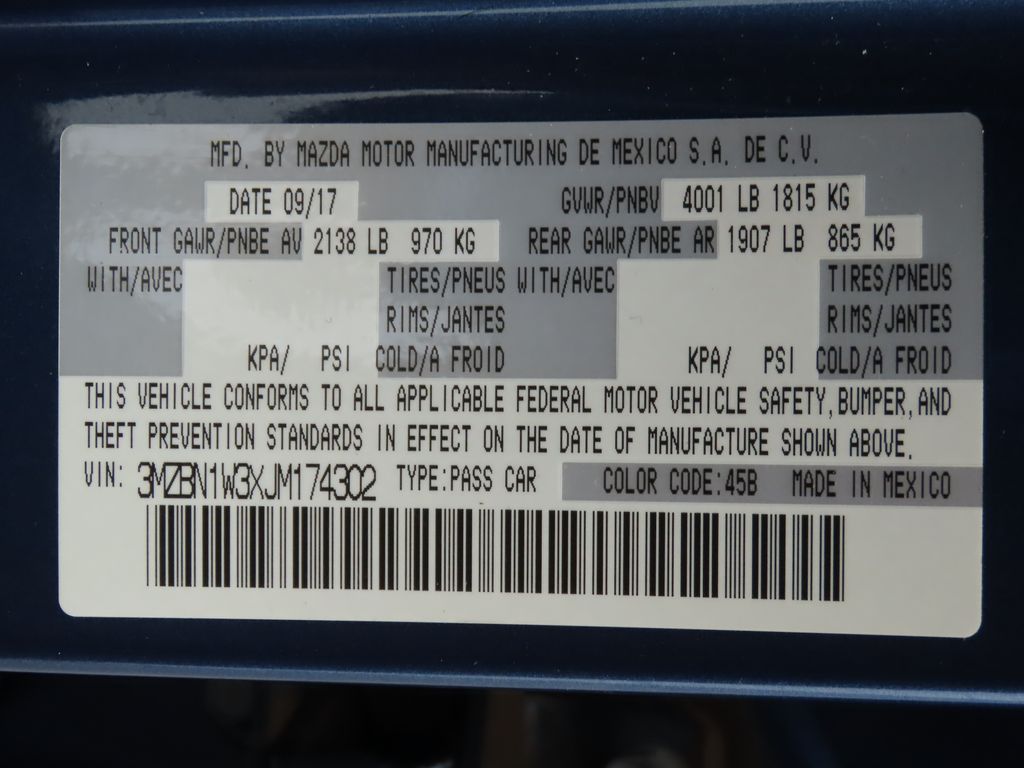 MFD. BY MAZDA MOTOR MANUFACTURING DE MEXICO S.A. DE C.V.
DATE 09/17 GVWR/PNBV 4001 LB 1815 KG
FRONT GAWR/PNBE AV 2138 LB 970 KG REAR GAWR/PNBE AR 1907 LB 865 KG
WITH/AVEC TIRES/PNEUS WITH/AVEC TIRES/PNEUS
RIMS/JANTES RIMS/JANTES
KPA/ PSI COLD/A FROID KPA/ PSI COLD/A FROID
THIS VEHICLE CONFORMS TO ALL APPLICABLE FEDERAL MOTOR VEHICLE SAFETY, BUMPER, AND
THEFT PREVENTION STANDARDS IN EFFECT ON THE DATE OF MANUFACTURE SHOWN ABOVE.
VIN: 3MZBN1W3XJM174302 TYPE:PASS CAR COLOR CODE:45B MADE IN MEXICO